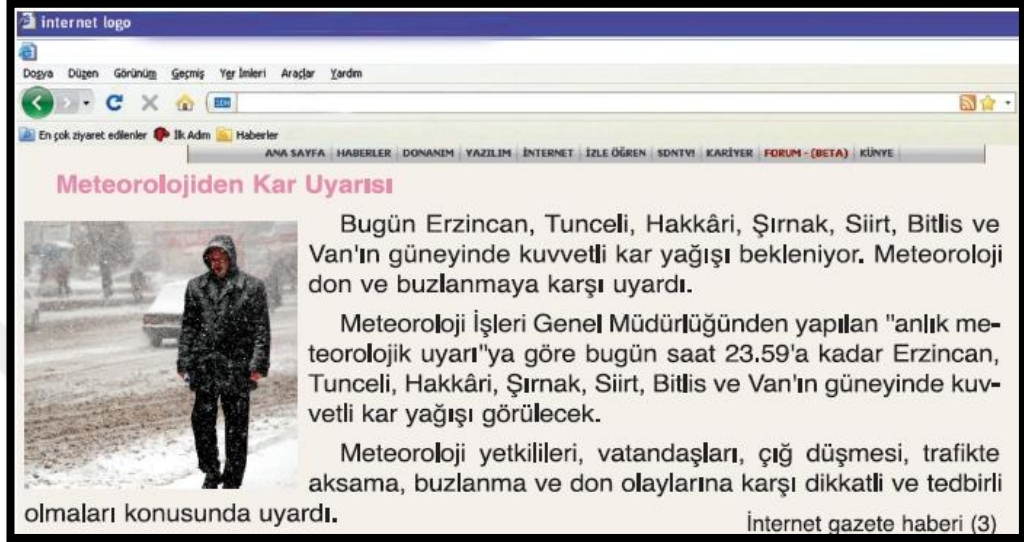 internet logo
Dosya Düzen Görünüm Geçmiş Yer İmleri Araçlar Yardım
En çok ziyaret edilenler İlk Adım Haberler
ANA SAYFA HABERLER DONANIM YAZILIM İNTERNET İZLE ÖĞREN SDNTV! KARİYER FORUM - (BETA) KÜNYE
Meteorolojiden Kar Uyarısı
Bugün Erzincan, Tunceli, Hakkâri, Şırnak, Siirt, Bitlis ve
Van'ın güneyinde kuvvetli kar yağışı bekleniyor. Meteoroloji
don ve buzlanmaya karşı uyardı.
Meteoroloji İşleri Genel Müdürlüğünden yapılan "anlık me-
teorolojik uyarı"ya göre bugün saat 23.59'a kadar Erzincan,
Tunceli, Hakkâri, Şırnak, Siirt, Bitlis ve Van'ın güneyinde kuv-
vetli kar yağışı görülecek.
Meteoroloji yetkilileri, vatandaşları, çığ düşmesi, trafikte
aksama, buzlanma ve don olaylarına karşı dikkatli ve tedbirli
olmaları konusunda uyardı.
İnternet gazete haberi (3)